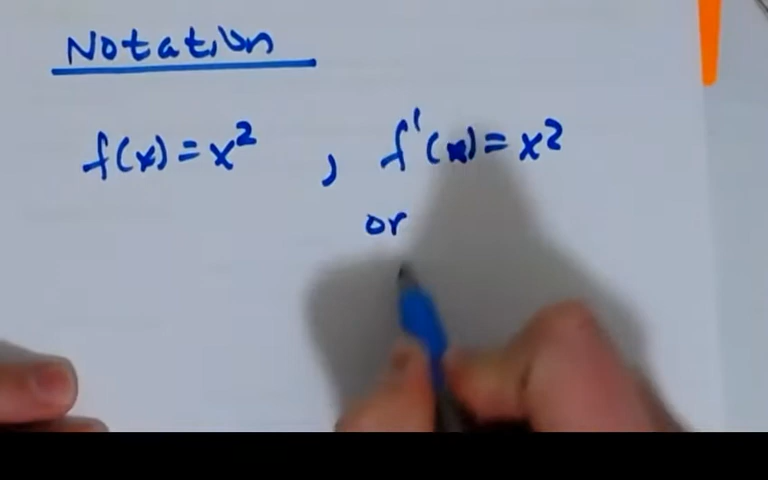 Notation
f(x) = x² , f'(x) = x²
or